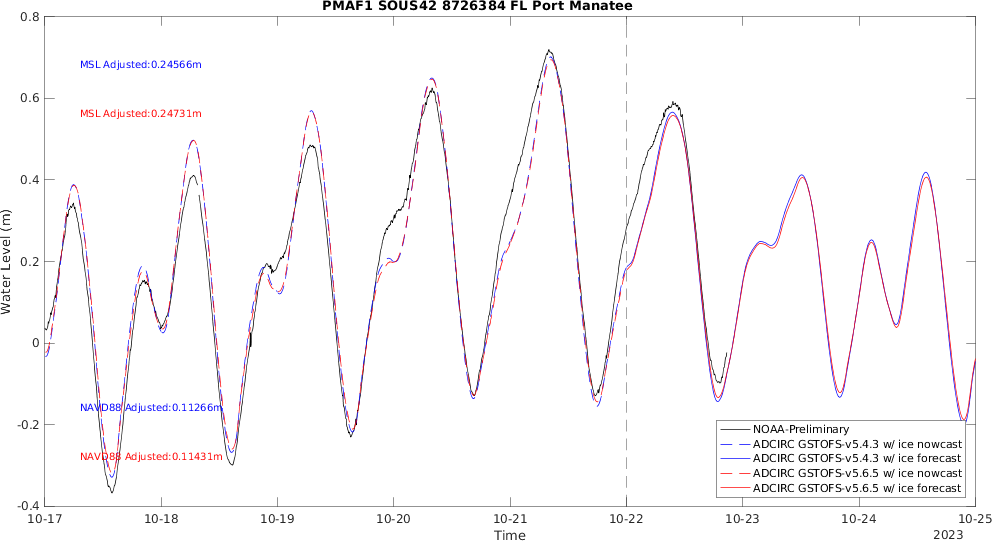 PMAF1 SOUS42 8726384 FL Port Manatee
0.8
MSL Adjusted:0.24566m
0.6
MSL Adjusted:0.24731m
0.4
Water Level (m)
0.2
0
NAVD88 Adjusted:0.11266m
-0.2
NAVD88 Adjusted:0.11431m
-0.4
NOAA-Preliminary
ADCIRC GSTOFS-v5.4.3 w/ ice nowcast
ADCIRC GSTOFS-v5.4.3 w/ ice forecast
ADCIRC GSTOFS-v5.6.5 w/ ice nowcast
ADCIRC GSTOFS-v5.6.5 w/ ice forecast
10-17 10-18 10-19 10-20 10-21 10-22 10-23 10-24 10-25
Time
2023